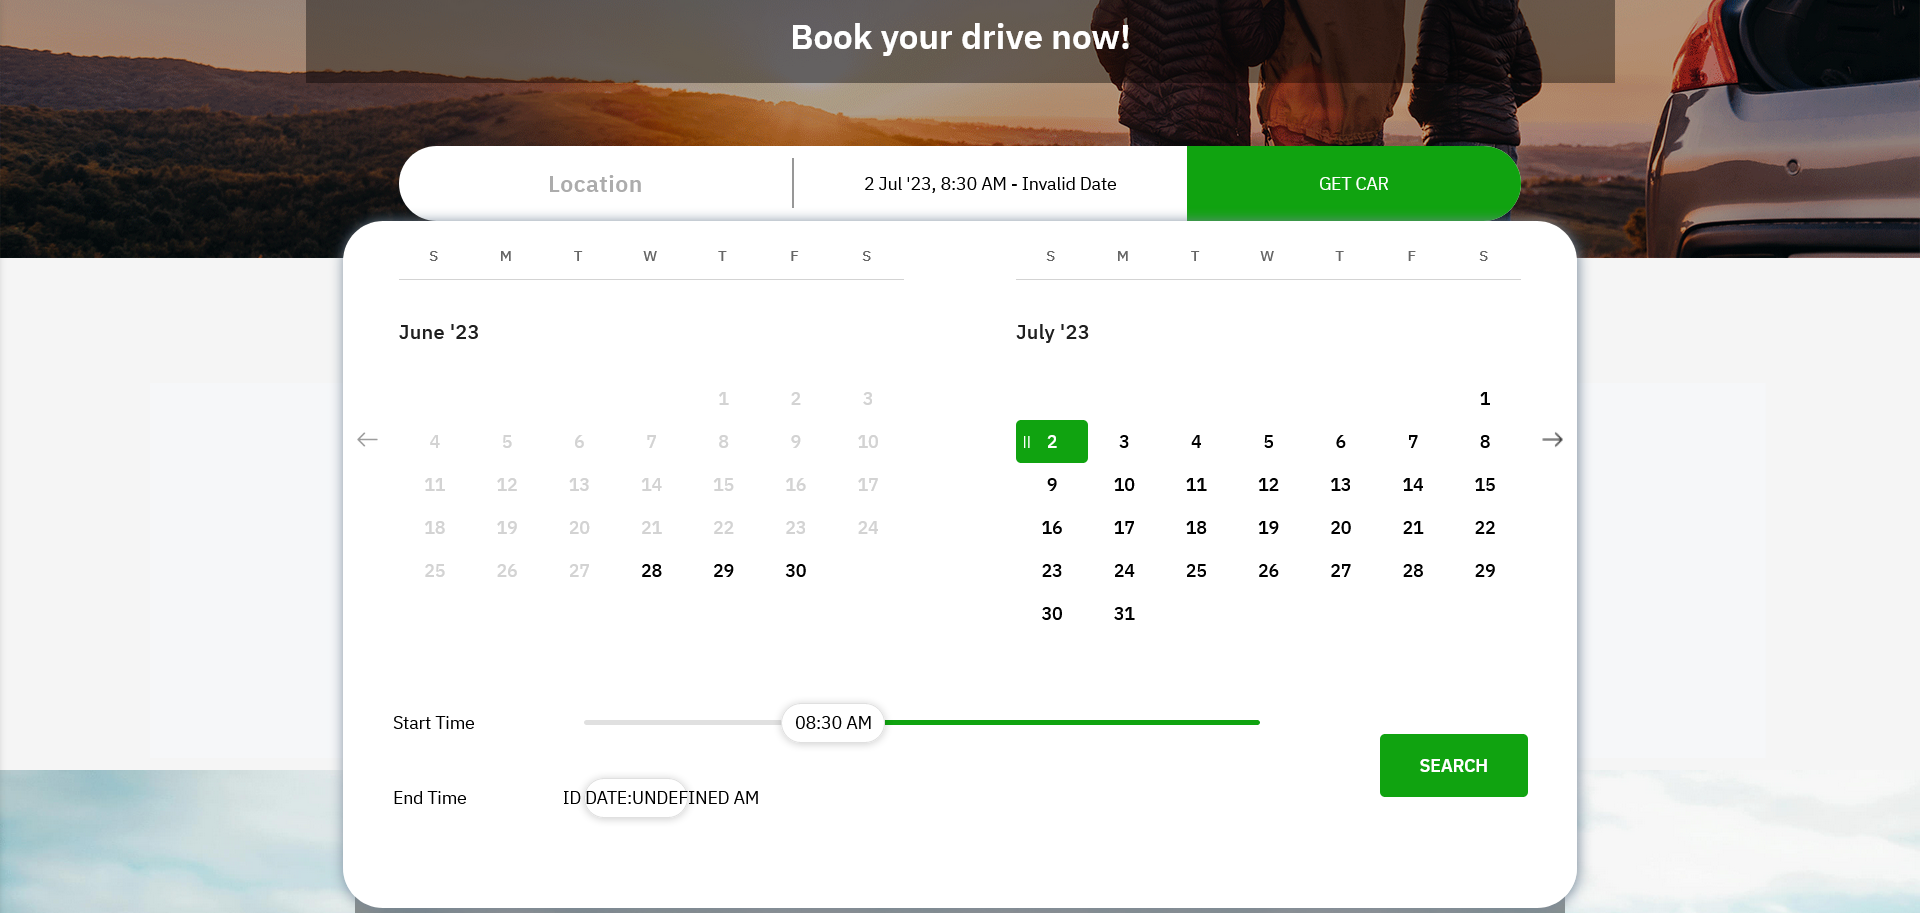 Book your drive now!
Location
2 Jul '23, 8:30 AM - Invalid Date
GET CAR
S M T W T F S
S M T W T F S
June '23
July '23
1 2 3
4 5 6 7 8 9 10
11 12 13 14 15 16 17
18 19 20 21 22 23 24
25 26 27 28 29 30
1
2 3 4 5 6 7 8
9 10 11 12 13 14 15
16 17 18 19 20 21 22
23 24 25 26 27 28 29
30 31
Start Time
08:30 AM
End Time
ID DATE:UNDEFINED AM
SEARCH